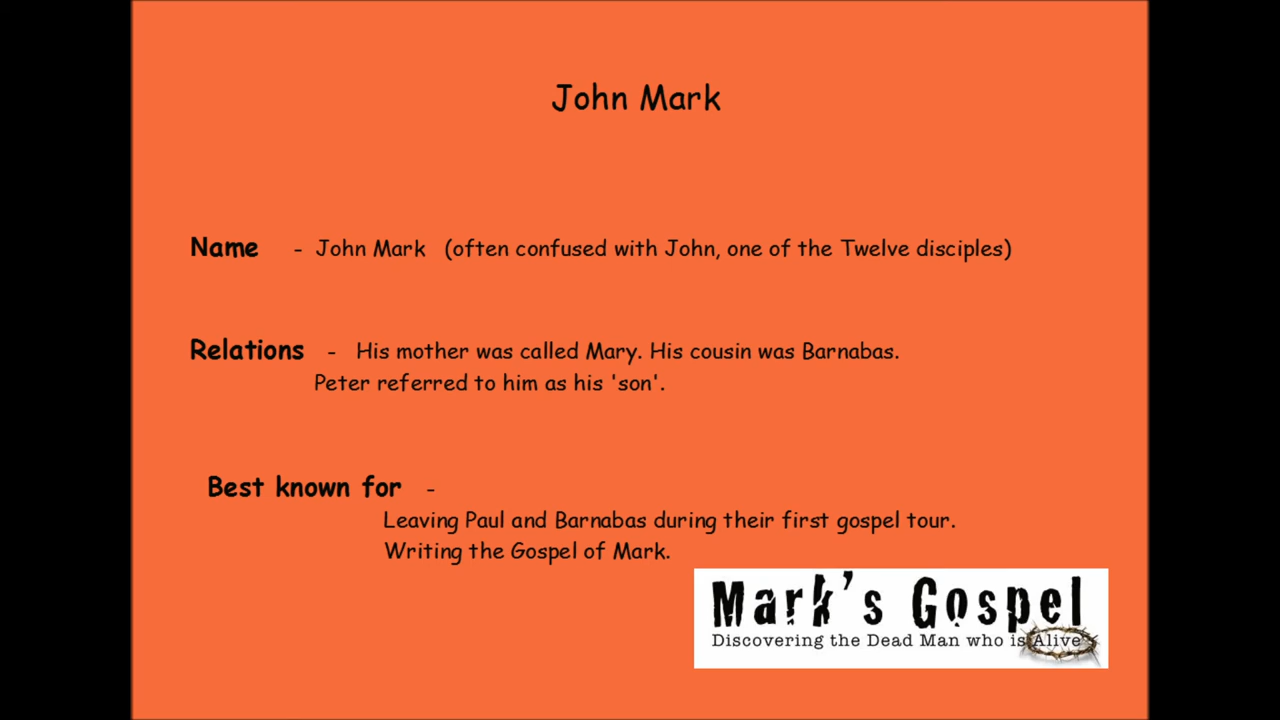 John Mark
Name - John Mark (often confused with John, one of the Twelve disciples)
Relations - His mother was called Mary. His cousin was Barnabas.
Peter referred to him as his 'son'.
Best known for -
Leaving Paul and Barnabas during their first gospel tour.
Writing the Gospel of Mark.
Mark's Gospel
Discovering the Dead Man who is Alive